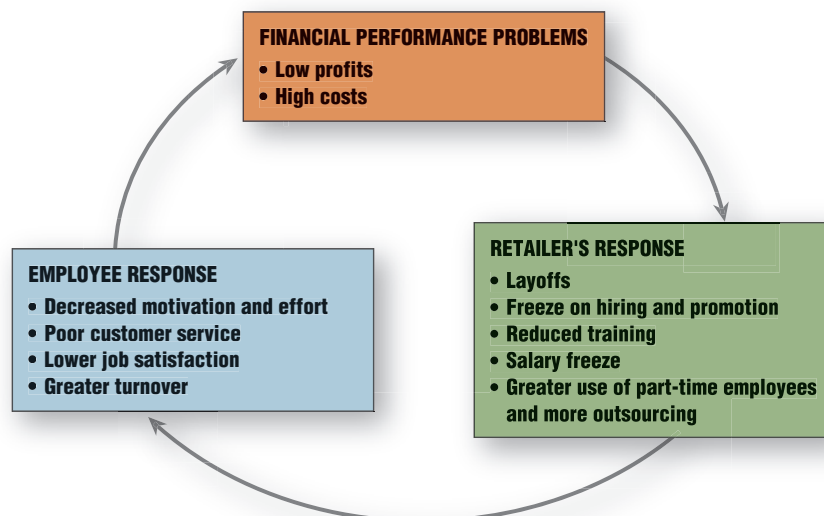 FINANCIAL PERFORMANCE PROBLEMS
• Low profits
• High costs
RETAILER'S RESPONSE
• Layoffs
• Freeze on hiring and promotion
• Reduced training
• Salary freeze
• Greater use of part-time employees
and more outsourcing
EMPLOYEE RESPONSE
• Decreased motivation and effort
• Poor customer service
• Lower job satisfaction
• Greater turnover